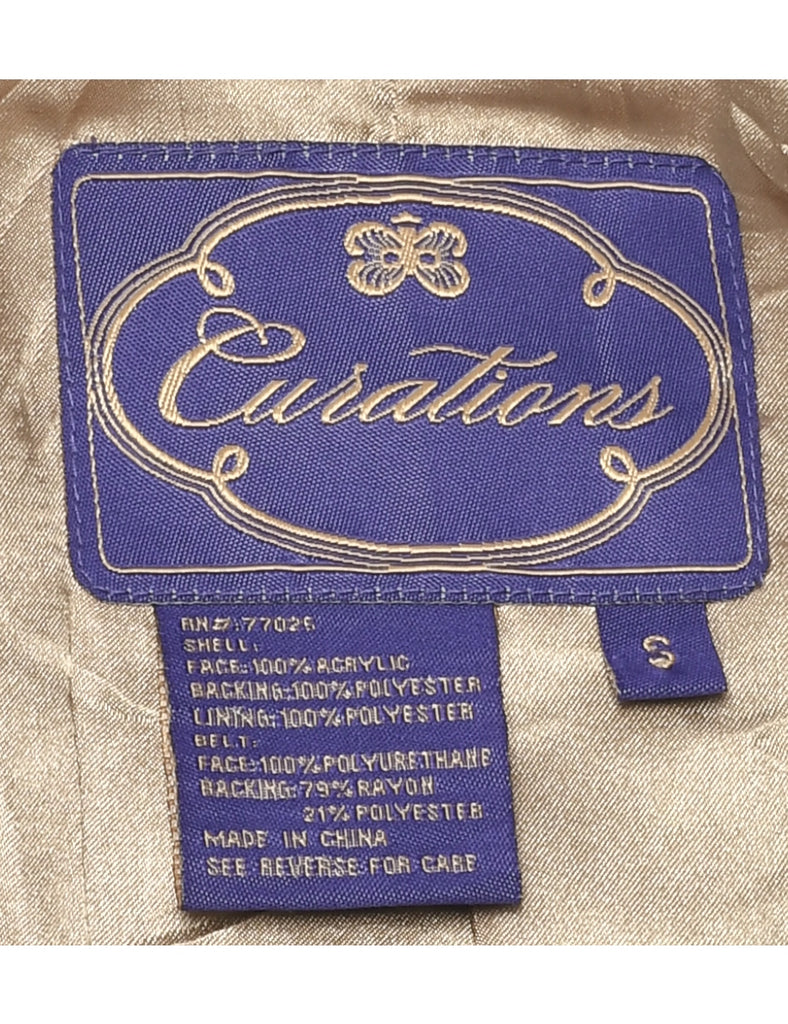 Curations
RN#:77026
SHELL:
FACE:100% ACRYLIC
BACKING:100% POLYESTER
LINING:100% POLYESTER
BELT:
FACE:100% POLYURETHANE
BACKING:79% RAYON
21% POLYESTER
MADE IN CHINA
SEE REVERSE FOR CARE
S